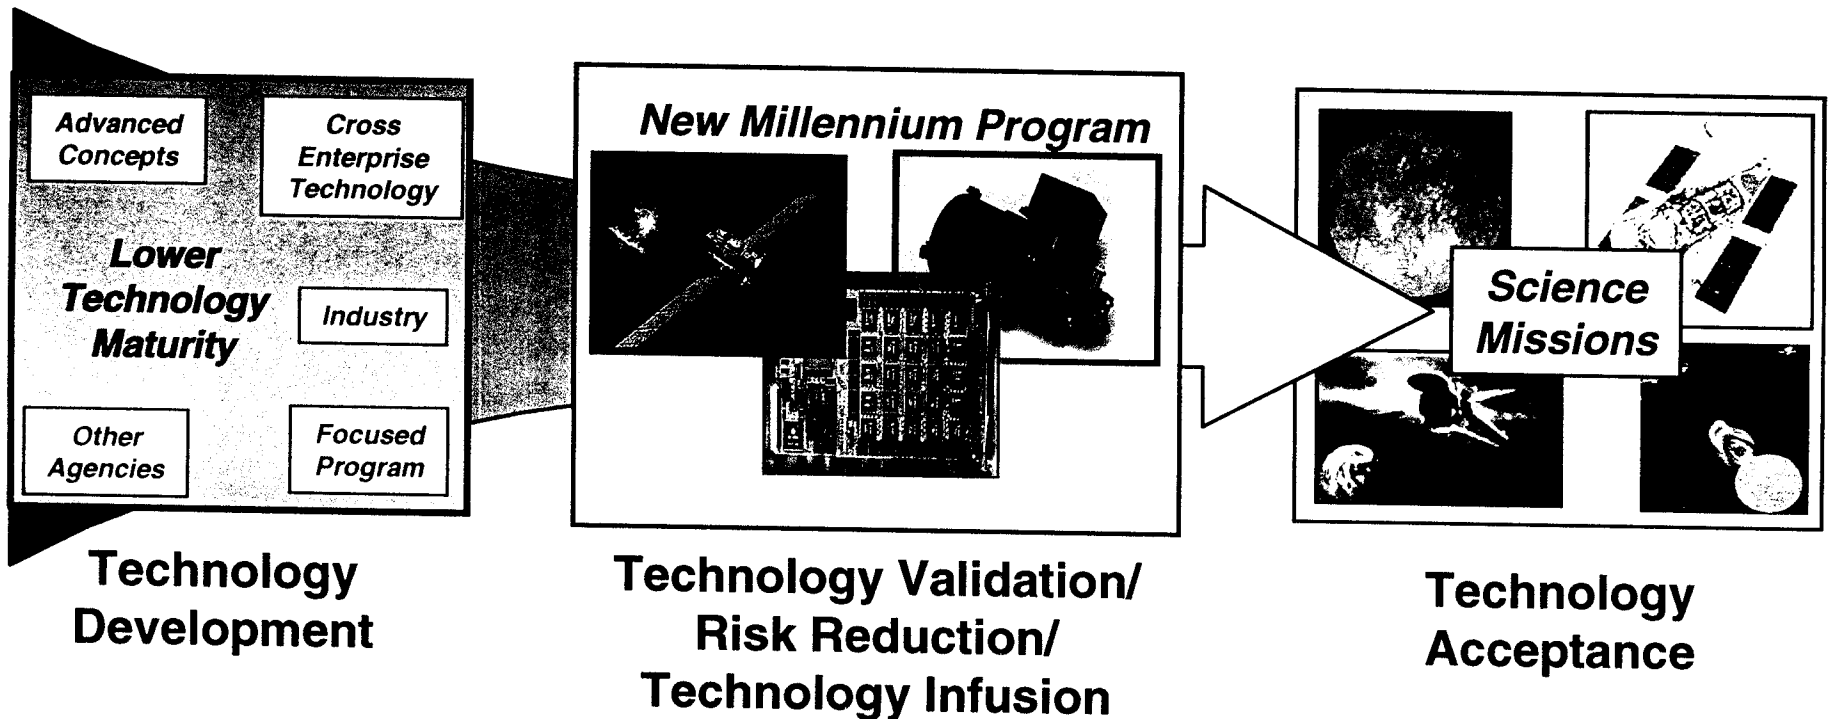 Advanced
Concepts
Cross
Enterprise
Technology
Lower
Technology
Maturity
Industry
Other
Agencies
Focused
Program
Technology
Development
New Millennium Program
Technology Validation/
Risk Reduction/
Technology Infusion
Science
Missions
Technology
Acceptance